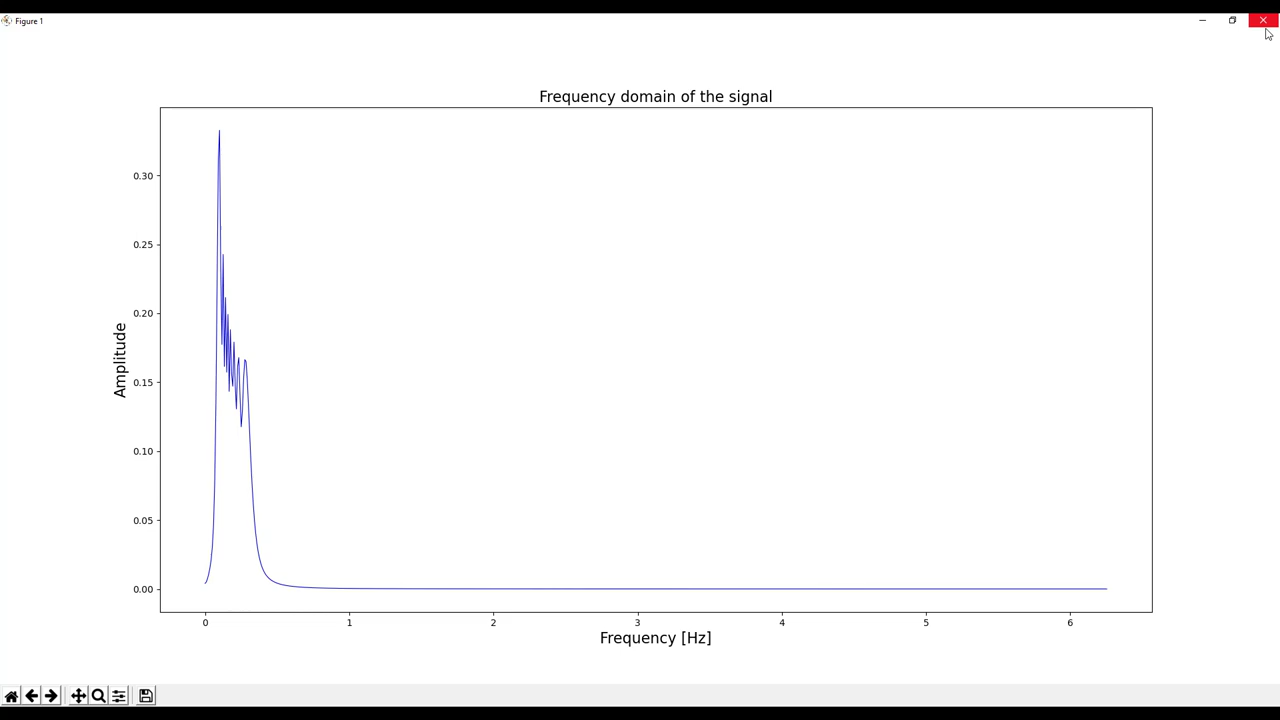 Figure 1
Frequency domain of the signal
0.30
0.25
0.20
0.15
0.10
0.05
0.00
Amplitude
0 1 2 3 4 5 6
Frequency [Hz]